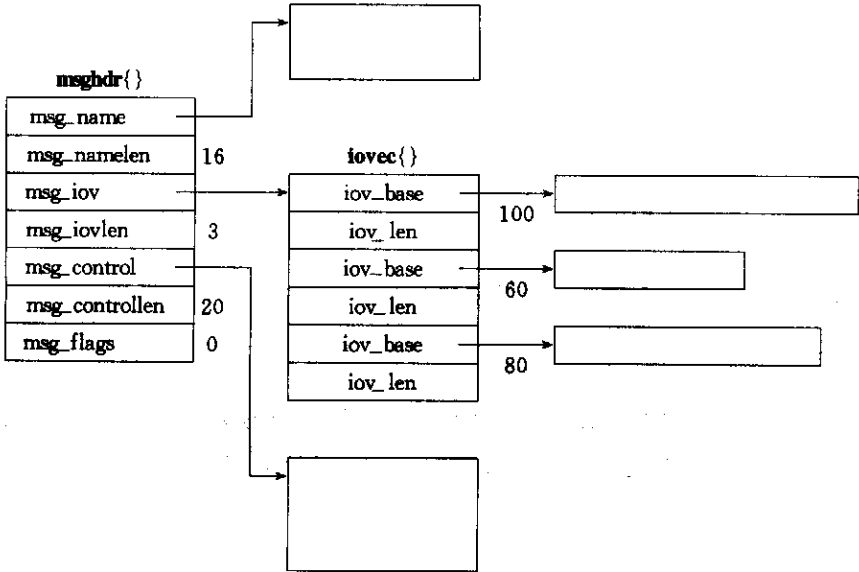 msghdr{}
msg_name
msg_namelen 16
msg_iov
msg_iovlen 3
msg_control
msg_controllen 20
msg_flags 0
iovec{}
iov_base 100
iov_len
iov_base 60
iov_len
iov_base 80
iov_len